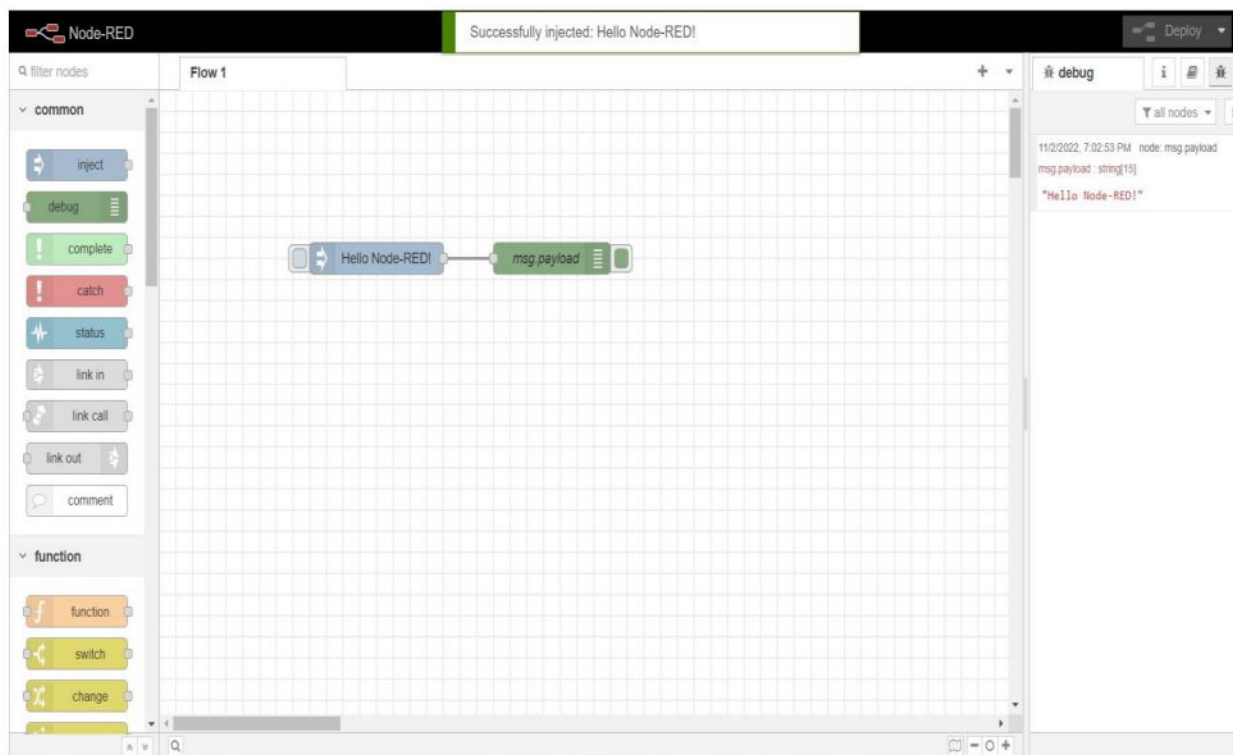 Node-RED
Successfully injected: Hello Node-RED!
Deploy
filter nodes
Flow 1
debug
i
all nodes
common
inject
debug
complete
catch
status
link in
link call
link out
comment
function
function
switch
change
Hello Node-RED!
msg.payload
11/2/2022, 7:02:53 PM node: msg.payload
msg.payload : string[15]
"Hello Node-RED!"